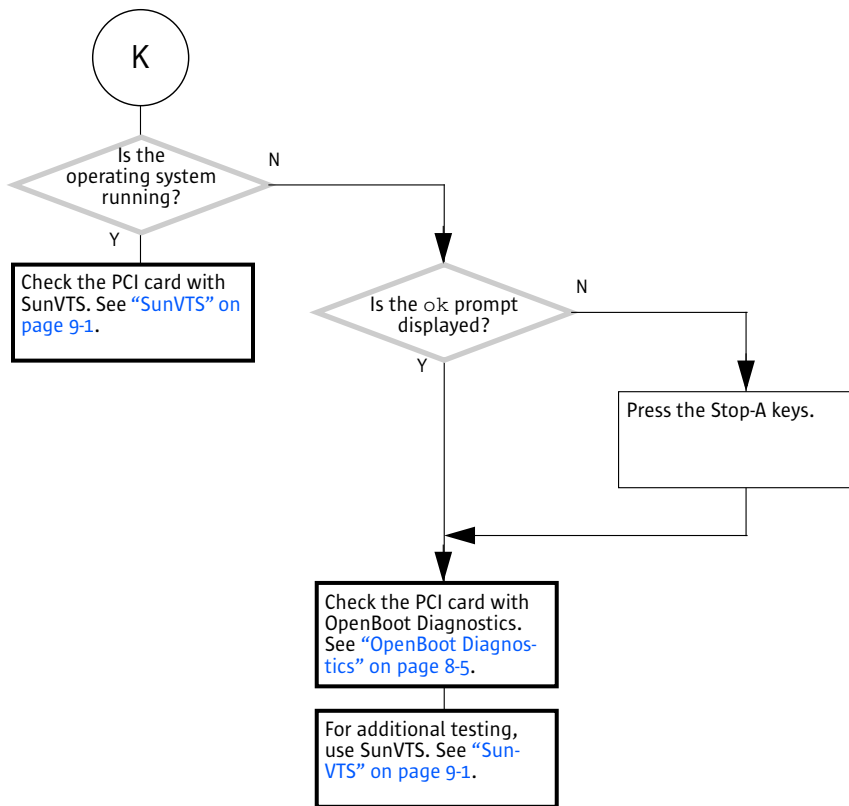 K
Is the
operating system
running?
N
Y
Check the PCI card with
SunVTS. See “SunVTS” on
page 9-1.
Is the ok prompt
displayed?
N
Y
Press the Stop-A keys.
Check the PCI card with
OpenBoot Diagnostics.
See “OpenBoot Diagnos-
tics” on page 8-5.
For additional testing,
use SunVTS. See “Sun-
VTS” on page 9-1.